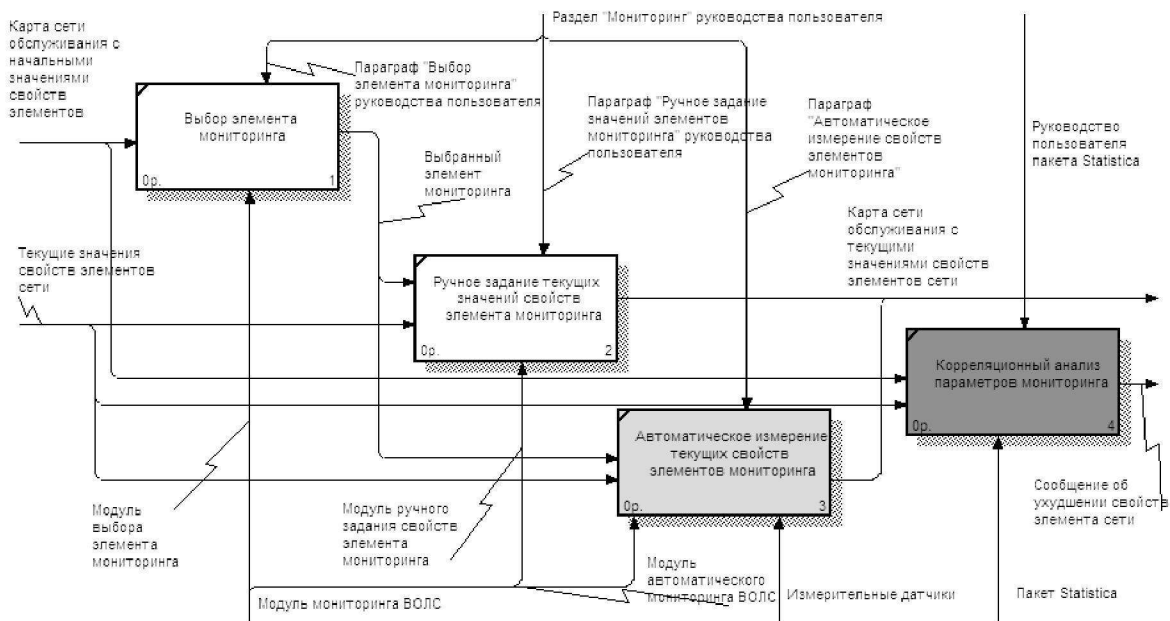 Карта сети
обслуживания с
начальными
значениями
свойств
элементов
Раздел "Мониторинг" руководства пользователя
Параграф "Выбор
элемента мониторинга"
руководства пользователя
Выбор элемента
мониторинга
0р.
1
Параграф "Ручное задание
значений элементов
мониторинга" руководства
пользователя
Параграф
"Автоматическое
измерение свойств
элементов
мониторинга"
Руководство
пользователя
пакета Statistica
Выбранный
элемент
мониторинга
Карта сети
обслуживания с
текущими
значениями свойств
элементов сети
Текущие значения
свойств элементов
сети
Ручное задание текущих
значений свойств
элемента мониторинга
0р.
2
Корреляционный анализ
параметров мониторинга
0р.
4
Автоматическое измерение
текущих свойств
элементов мониторинга
0р.
3
Модуль
выбора
элемента
мониторинга
Модуль ручного
задания свойств
элемента
мониторинга
Сообщение об
ухудшении свойств
элемента сети
Модуль
автоматического
мониторинга ВОЛС
Модуль мониторинга ВОЛС
Измерительные датчики
Пакет Statistica